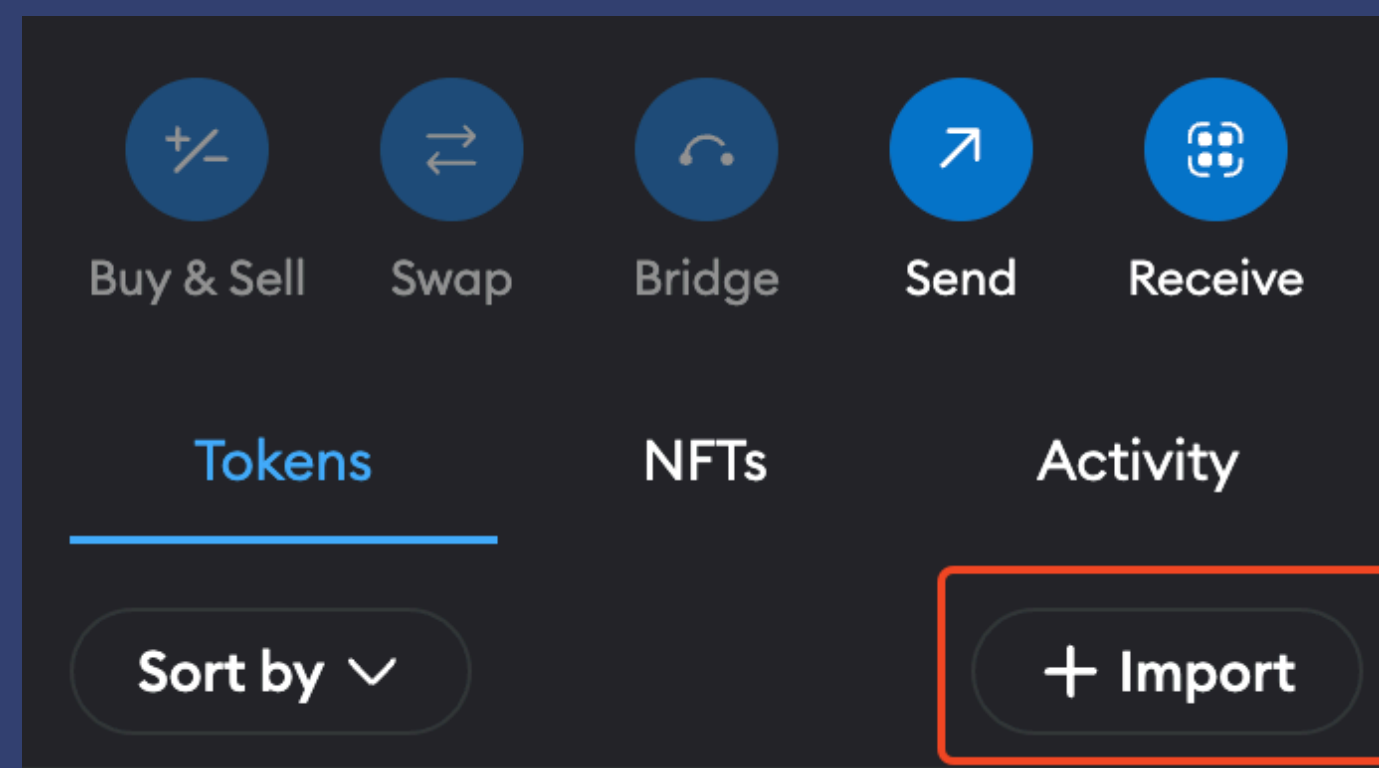 Buy & Sell Swap Bridge Send Receive
Tokens NFTs Activity
Sort by + Import